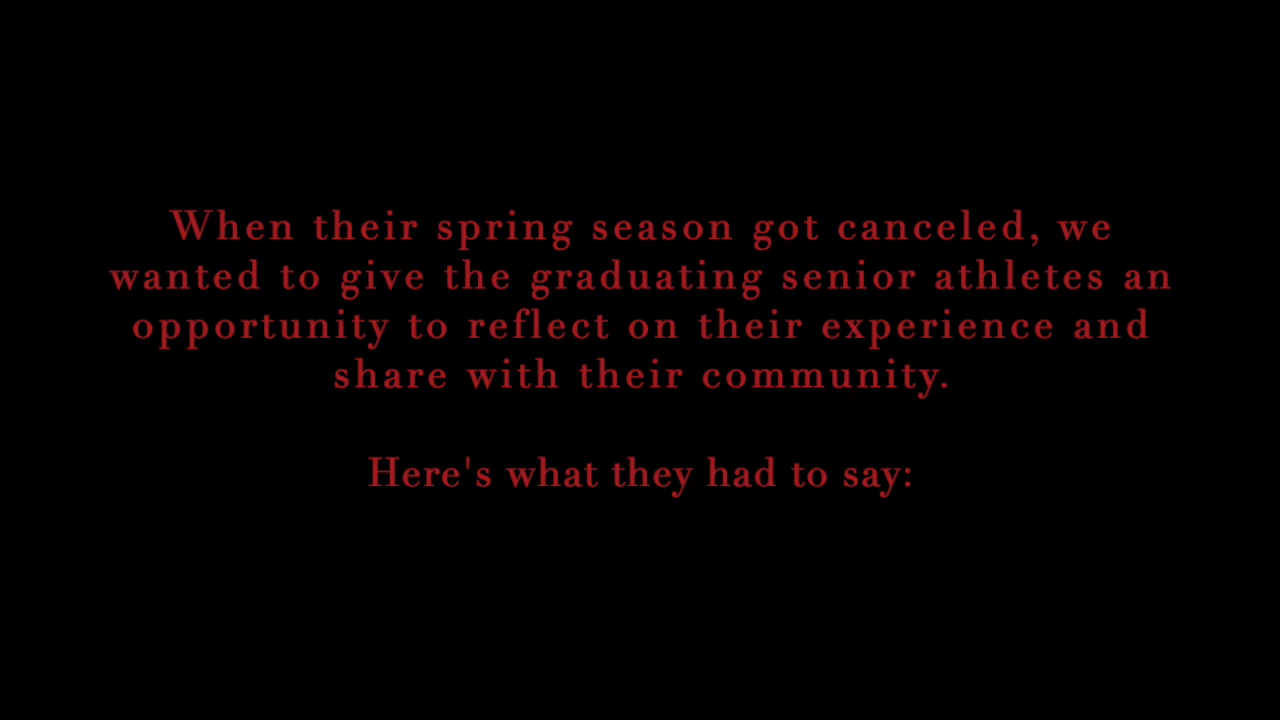 When their spring season got canceled, we
wanted to give the graduating senior athletes an
opportunity to reflect on their experience and
share with their community.
Here's what they had to say: